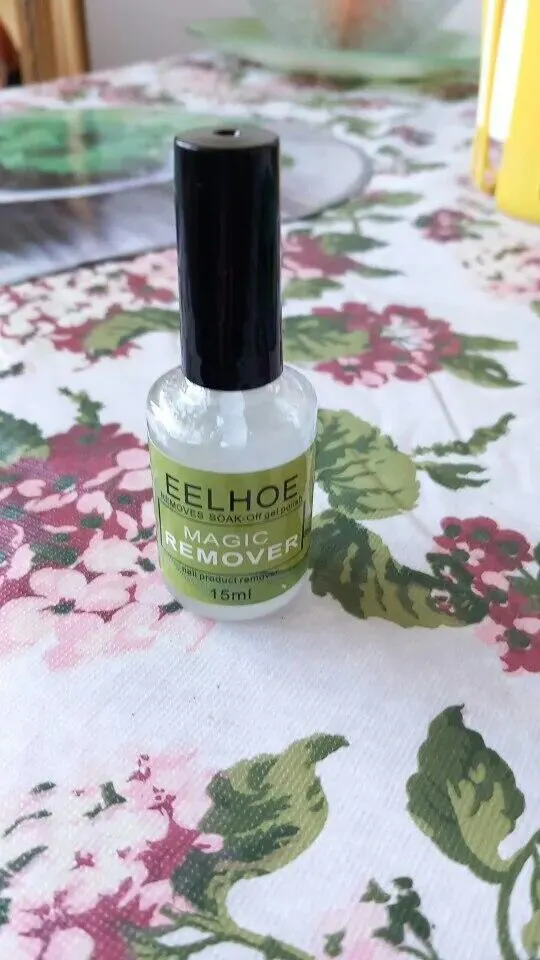 EELHOE
REMOVES SOAK-Off gel polish
MAGIC
REMOVER
nail product remover
15ml